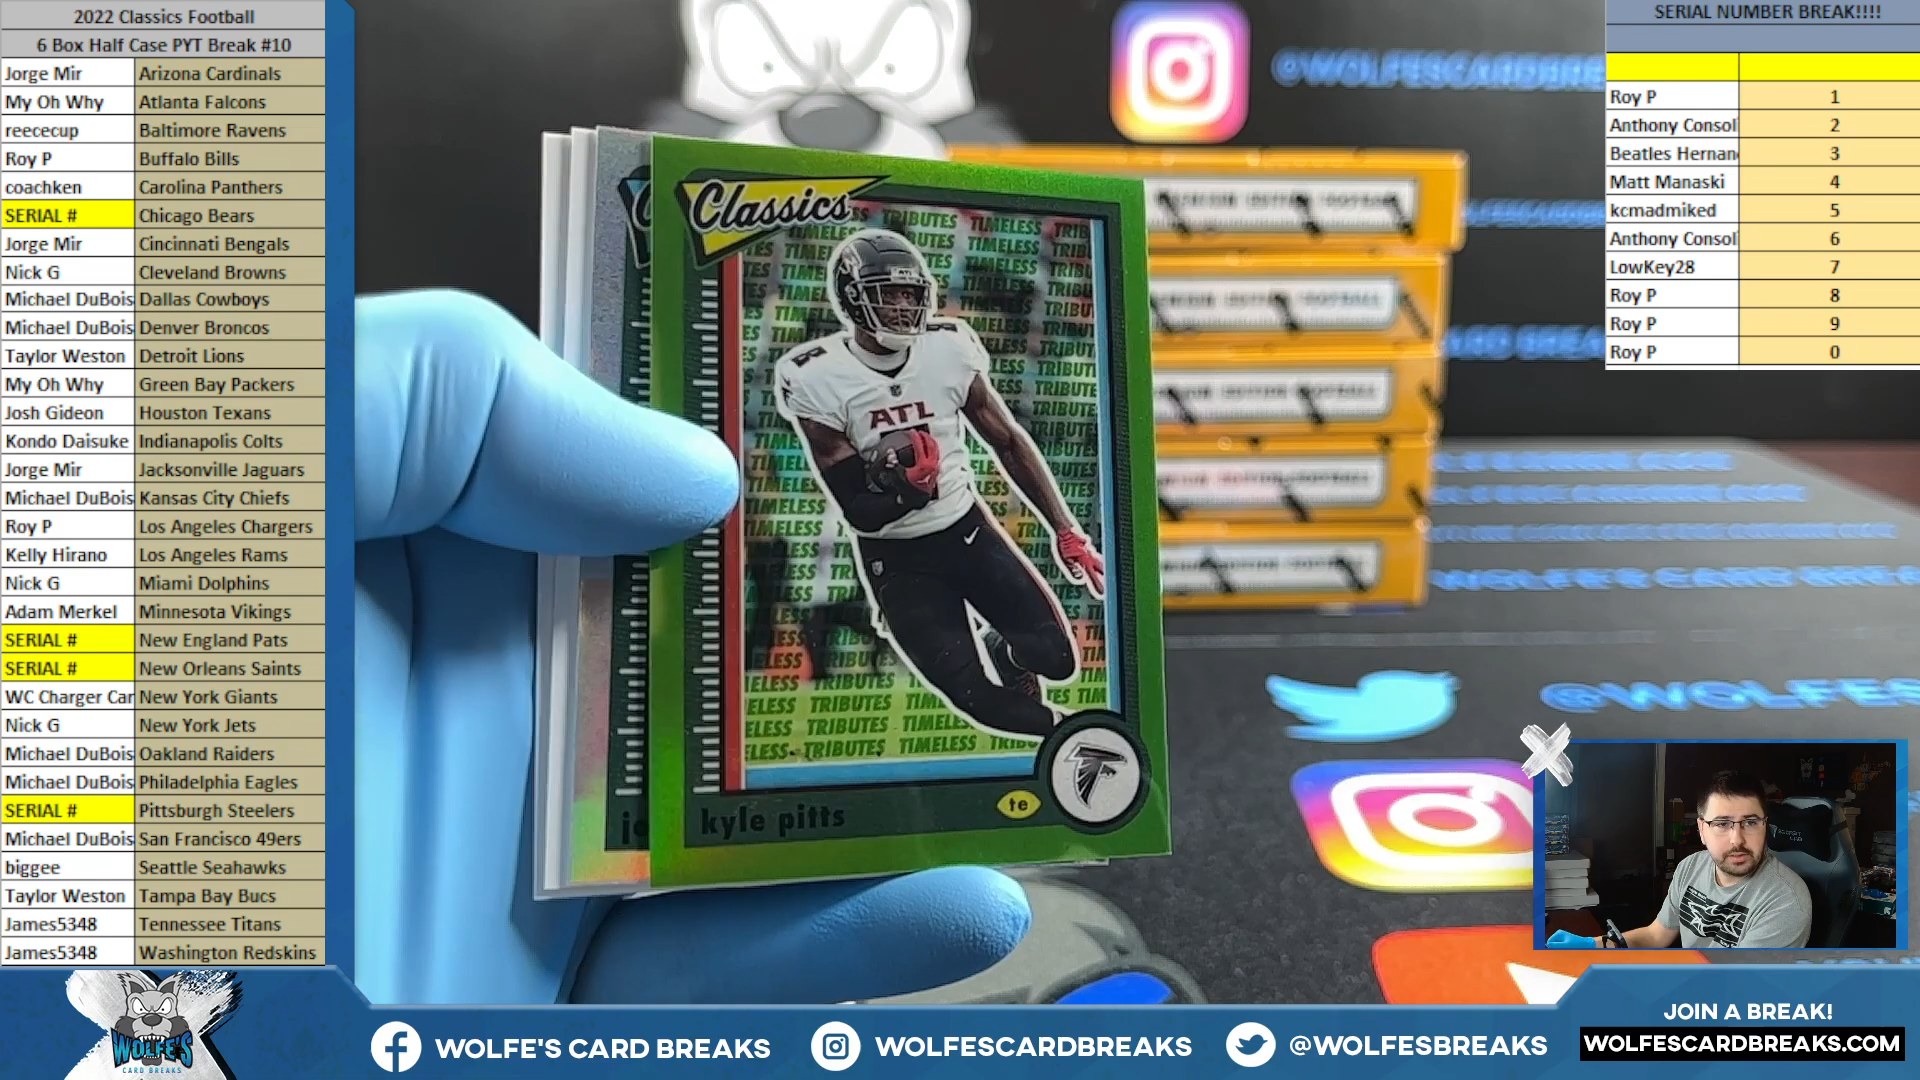 2022 Classics Football
6 Box Half Case PYT Break #10
Jorge Mir Arizona Cardinals
My Oh Why Atlanta Falcons
reececup Baltimore Ravens
Roy P Buffalo Bills
coachken Carolina Panthers
SERIAL # Chicago Bears
Jorge Mir Cincinnati Bengals
Nick G Cleveland Browns
Michael DuBois Dallas Cowboys
Michael DuBois Denver Broncos
Taylor Weston Detroit Lions
My Oh Why Green Bay Packers
Josh Gideon Houston Texans
Kondo Daisuke Indianapolis Colts
Jorge Mir Jacksonville Jaguars
Michael DuBois Kansas City Chiefs
Roy P Los Angeles Chargers
Kelly Hirano Los Angeles Rams
Nick G Miami Dolphins
Adam Merkel Minnesota Vikings
SERIAL # New England Pats
SERIAL # New Orleans Saints
WC Charger Car New York Giants
Nick G New York Jets
Michael DuBois Oakland Raiders
Michael DuBois Philadelphia Eagles
SERIAL # Pittsburgh Steelers
Michael DuBois San Francisco 49ers
biggee Seattle Seahawks
Taylor Weston Tampa Bay Bucs
James5348 Tennessee Titans
James5348 Washington Redskins
Classics
TIMELESS TRIBUTES
ATL
kyle pitts
te
@WOLFESCARDBRE
@WOLFES
SERIAL NUMBER BREAK!!!!
Roy P 1
Anthony Consol 2
Beatles Hernan 3
Matt Manaski 4
kcmadmiked 5
Anthony Consol 6
LowKey28 7
Roy P 8
Roy P 9
Roy P 0
WOLFE'S
CARD BREAKS
WOLFE'S CARD BREAKS
WOLFESCARDBREAKS
@WOLFESBREAKS
JOIN A BREAK!
WOLFESCARDBREAKS.COM